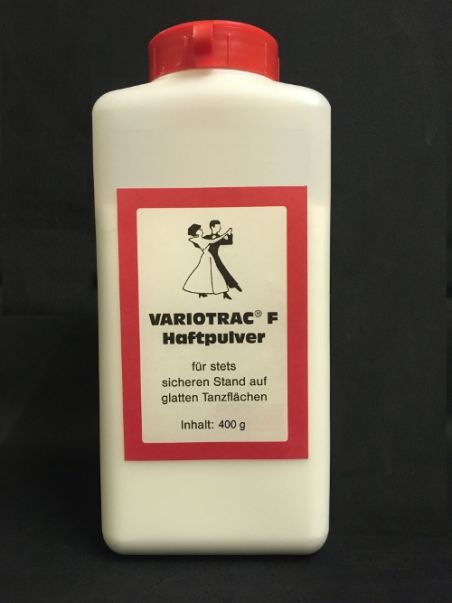 VARIOTRAC® F
Haftpulver
für stets
sicheren Stand auf
glatten Tanzflächen
Inhalt: 400 g